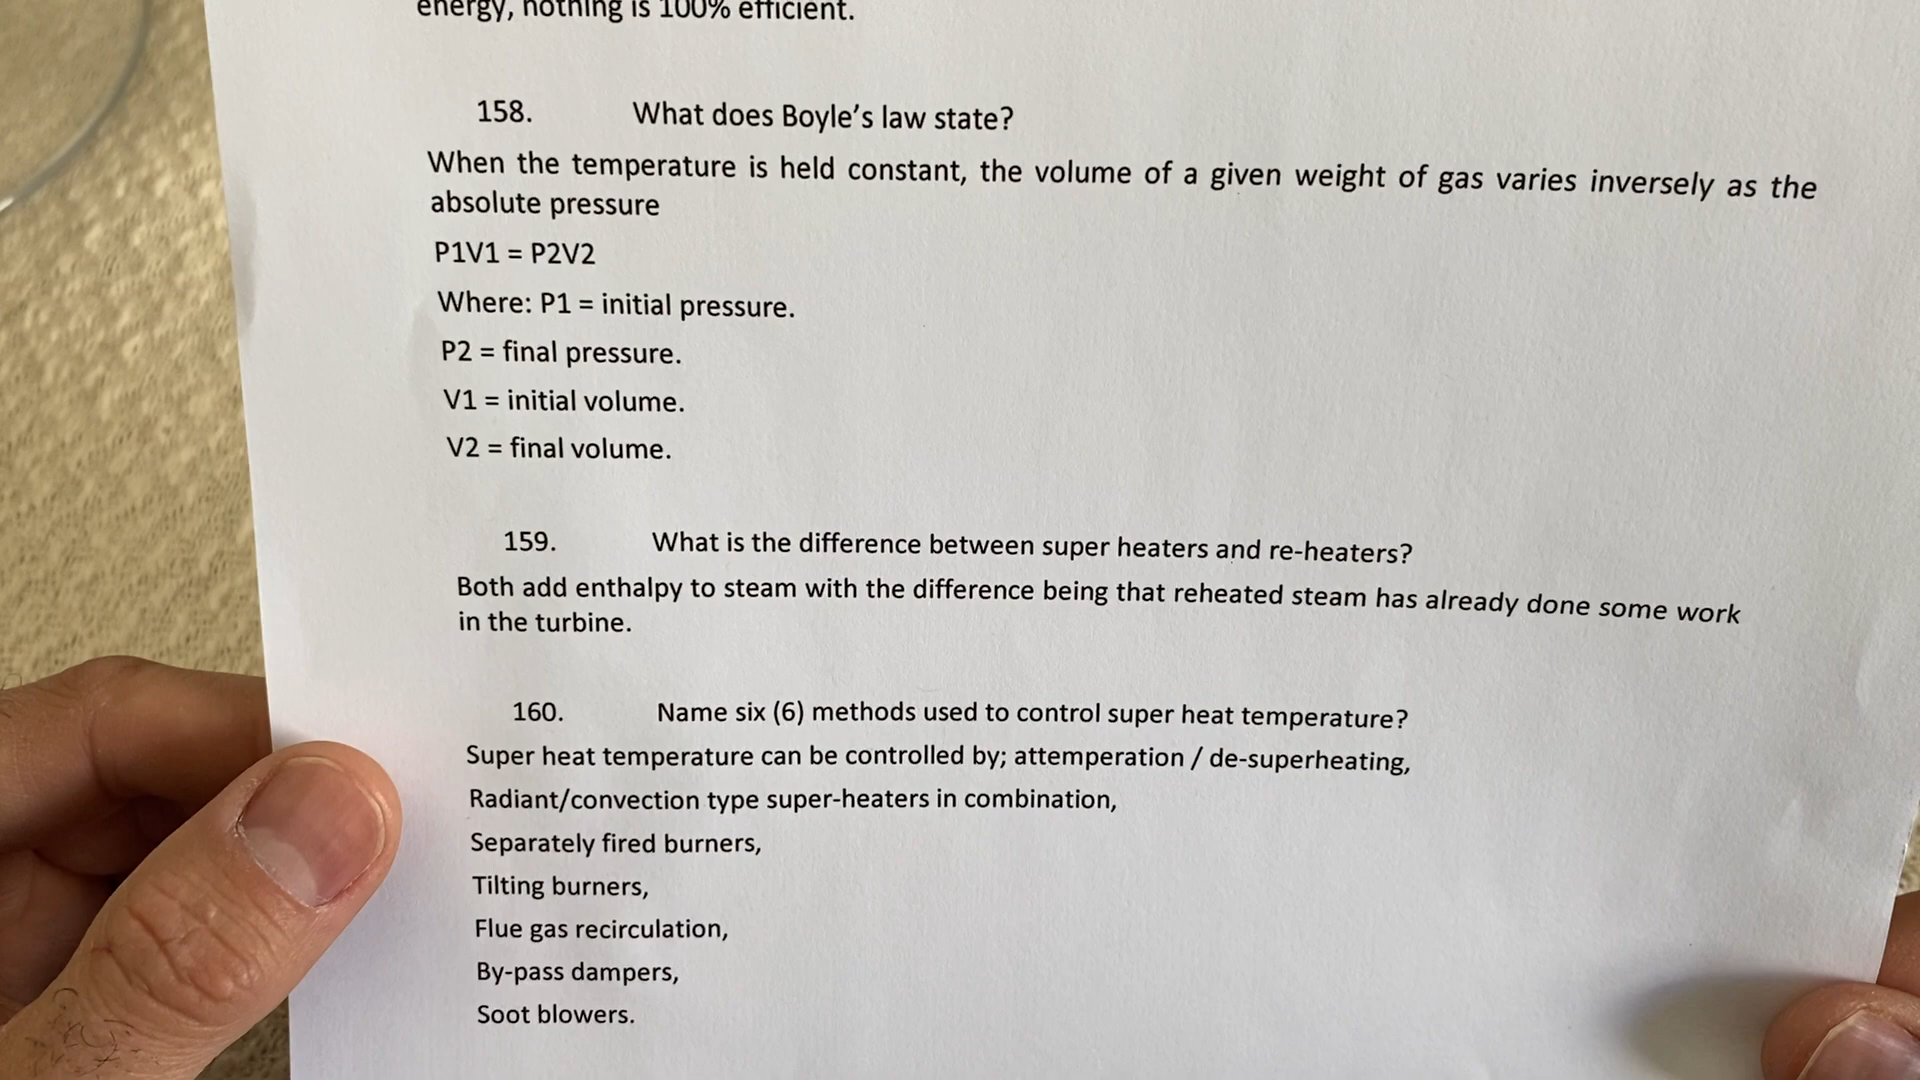 energy, nothing is 100% efficient.
158. What does Boyle's law state?
When the temperature is held constant, the volume of a given weight of gas varies inversely as the
absolute pressure
P1V1 = P2V2
Where: P1 = initial pressure.
P2 = final pressure.
V1 = initial volume.
V2 = final volume.
159. What is the difference between super heaters and re-heaters?
Both add enthalpy to steam with the difference being that reheated steam has already done some work
in the turbine.
160. Name six (6) methods used to control super heat temperature?
Super heat temperature can be controlled by; attemperation / de-superheating,
Radiant/convection type super-heaters in combination,
Separately fired burners,
Tilting burners,
Flue gas recirculation,
By-pass dampers,
Soot blowers.